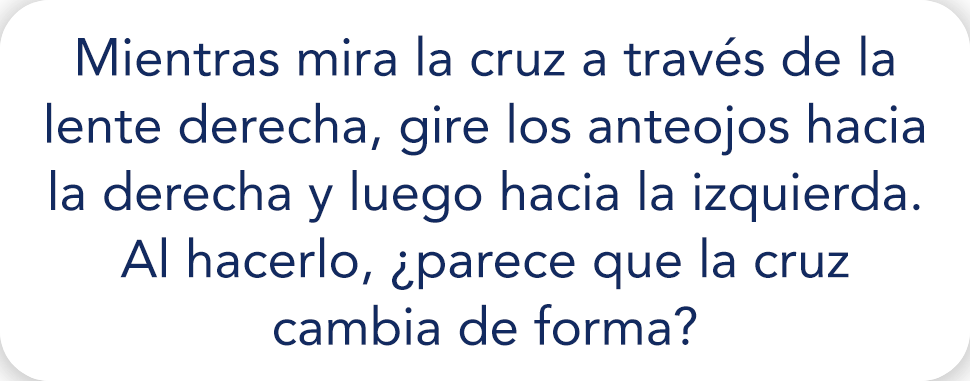 Mientras mira la cruz a través de la
lente derecha, gire los anteojos hacia
la derecha y luego hacia la izquierda.
Al hacerlo, ¿parece que la cruz
cambia de forma?